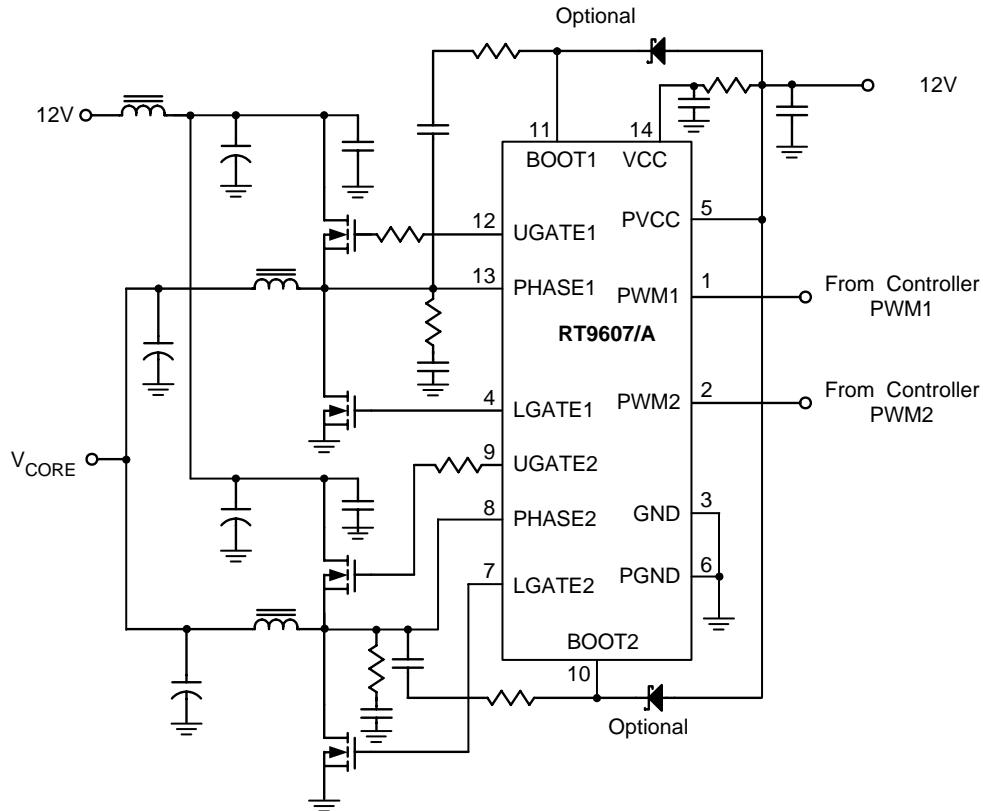 Optional
12V
12V
11
14
BOOT1
VCC
12
UGATE1
PVCC
5
13
PHASE1
PWM1
1
From Controller
PWM1
RT9607/A
4
LGATE1
PWM2
2
From Controller
PWM2
VCORE
9
UGATE2
8
PHASE2
GND
3
7
LGATE2
PGND
6
BOOT2
10
Optional